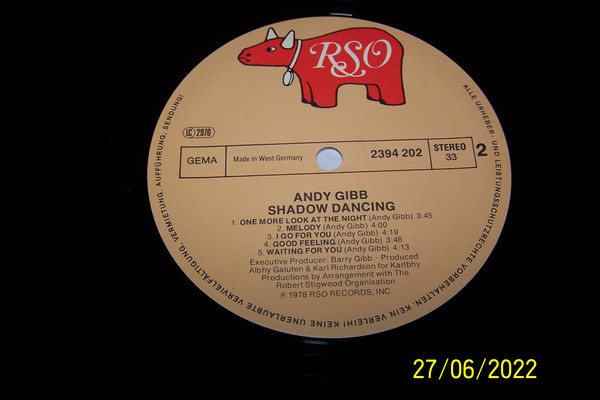 RSO
LC 2970
GEMA
Made in West Germany
2394 202
STEREO
33
2
ANDY GIBB
SHADOW DANCING
1. ONE MORE LOOK AT THE NIGHT (Andy Gibb) 3:45
2. MELODY (Andy Gibb) 4:00
3. I GO FOR YOU (Andy Gibb) 4:19
4. GOOD FEELING (Andy Gibb) 3:46
5. WAITING FOR YOU (Andy Gibb) 4:13
Executive Producer: Barry Gibb · Produced
Albhy Galuten & Karl Richardson for Karlbhy
Productions by Arrangement with The
Robert Stigwood Organisation
℗ 1978 RSO RECORDS, INC.
ALLE URHEBER- UND LEISTUNGSSCHUTZRECHTE VORBEHALTEN. KEIN VERLEIH! KEINE UNERLAUBTE VERVIELFÄLTIGUNG, VERMIETUNG, AUFFÜHRUNG, SENDUNG!
27/06/2022